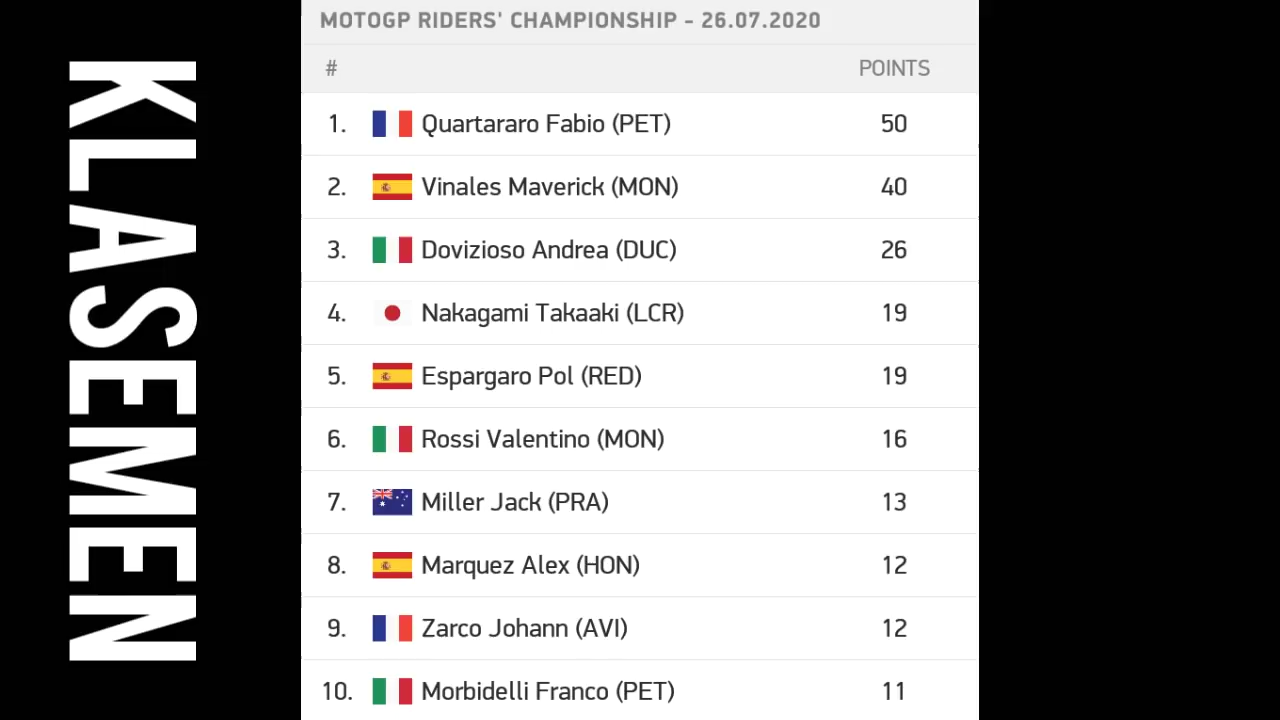 KLASEMEN
MOTOGP RIDERS' CHAMPIONSHIP - 26.07.2020
# POINTS
1. Quartararo Fabio (PET) 50
2. Vinales Maverick (MON) 40
3. Dovizioso Andrea (DUC) 26
4. Nakagami Takaaki (LCR) 19
5. Espargaro Pol (RED) 19
6. Rossi Valentino (MON) 16
7. Miller Jack (PRA) 13
8. Marquez Alex (HON) 12
9. Zarco Johann (AVI) 12
10. Morbidelli Franco (PET) 11